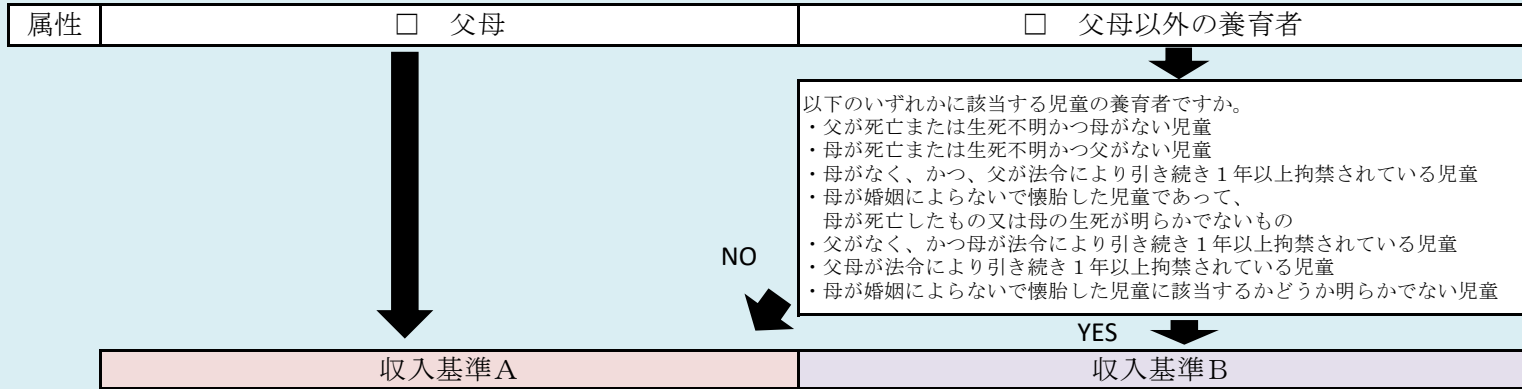 属性
□ 父母
□ 父母以外の養育者
以下のいずれかに該当する児童の養育者ですか。
・父が死亡または生死不明かつ母がない児童
・母が死亡または生死不明かつ父がない児童
・母がなく、かつ、父が法令により引き続き１年以上拘禁されている児童
・母が婚姻によらないで懐胎した児童であって、
母が死亡したもの又は母の生死が明らかでないもの
・父がなく、かつ母が法令により引き続き１年以上拘禁されている児童
・父母が法令により引き続き１年以上拘禁されている児童
・母が婚姻によらないで懐胎した児童に該当するかどうか明らかでない児童
NO
YES
収入基準Ａ
収入基準Ｂ